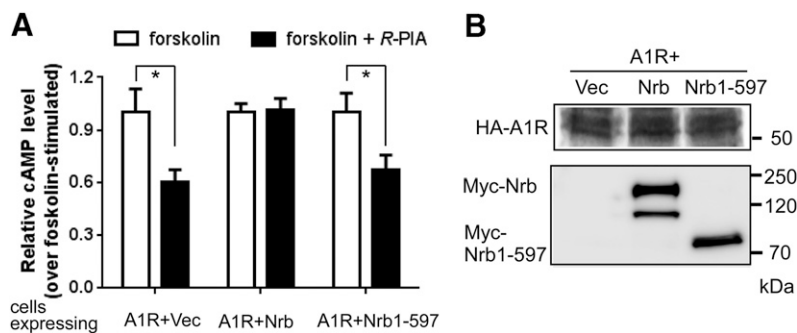 A
forskolin
forskolin + R-PIA
Relative cAMP level
(over foskolin-stimulated)
1.2
0.9
0.6
0.3
0.0
*
*
cells
expressing
A1R+Vec
A1R+Nrb
A1R+Nrb1-597
B
A1R+
Vec
Nrb
Nrb1-597
HA-A1R
50
Myc-Nrb
250
120
Myc-
Nrb1-597
70
kDa